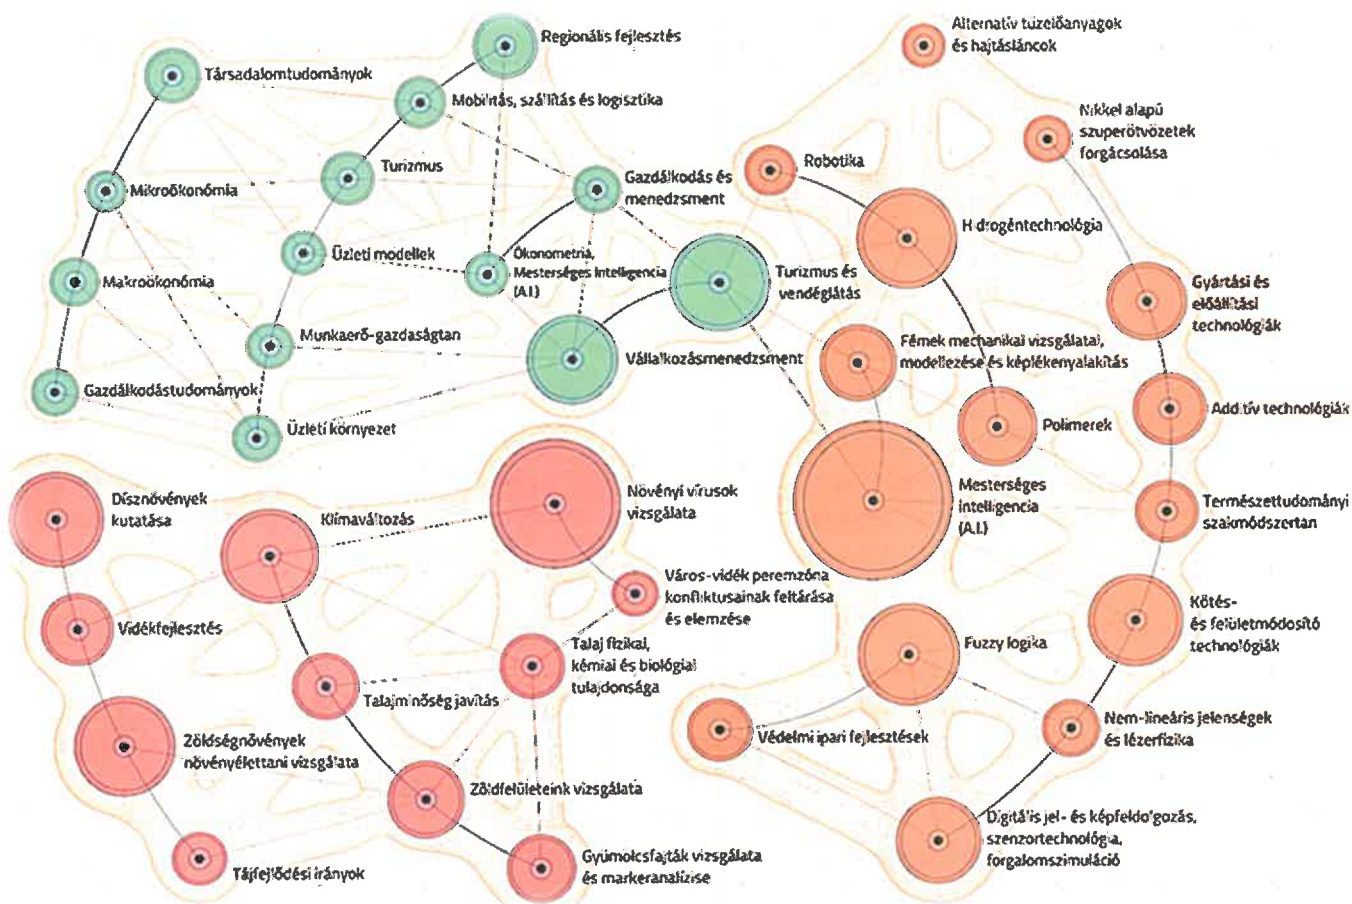 Regionális fejlesztés
Társadalomtudományok
Mobilitás, szállítás és logisztika
Turizmus
Mikroökonómia
Gazdálkodás és
menedzsment
Üzleti modellek
Ökonometria,
Mesterséges Intelligencia
(A.I.)
Makroökonómia
Turizmus és
vendéglátás
Munkaerő-gazdaságtan
Vállalkozásmenedzsment
Gazdálkodástudományok
Üzleti környezet
Alternatív tüzelőanyagok
és hajtásláncok
Nikkel alapú
szuperötvözetek
forgácsolása
Robotika
Hidrogéntechnológia
Gyártási és
előállítási
technológiák
Fémek mechanikai vizsgálatai,
modellezése és képlékenyalakítás
Additív technológiák
Polimerek
Mesterséges
Intelligencia
(A.I.)
Természettudományi
szakmódszertan
Kötés-
és felületmódosító
technológiák
Fuzzy logika
Nem-lineáris jelenségek
és lézerfizika
Védelmi ipari fejlesztések
Digitális jel- és képfeldolgozás,
szenzortechnológia,
forgalomszimuláció
Dísznövények
kutatása
Klímaváltozás
Növényi vírusok
vizsgálata
Város-vidék peremzóna
konfliktusainak feltárása
és elemzése
Vidékfejlesztés
Talaj fizikai,
kémiai és biológiai
tulajdonsága
Talajminőség javítás
Zöldségnövények
növényélettani vizsgálata
Zöldfelületeink vizsgálata
Tájfejlődési irányok
Gyümölcsfajták vizsgálata
és markeranalízise